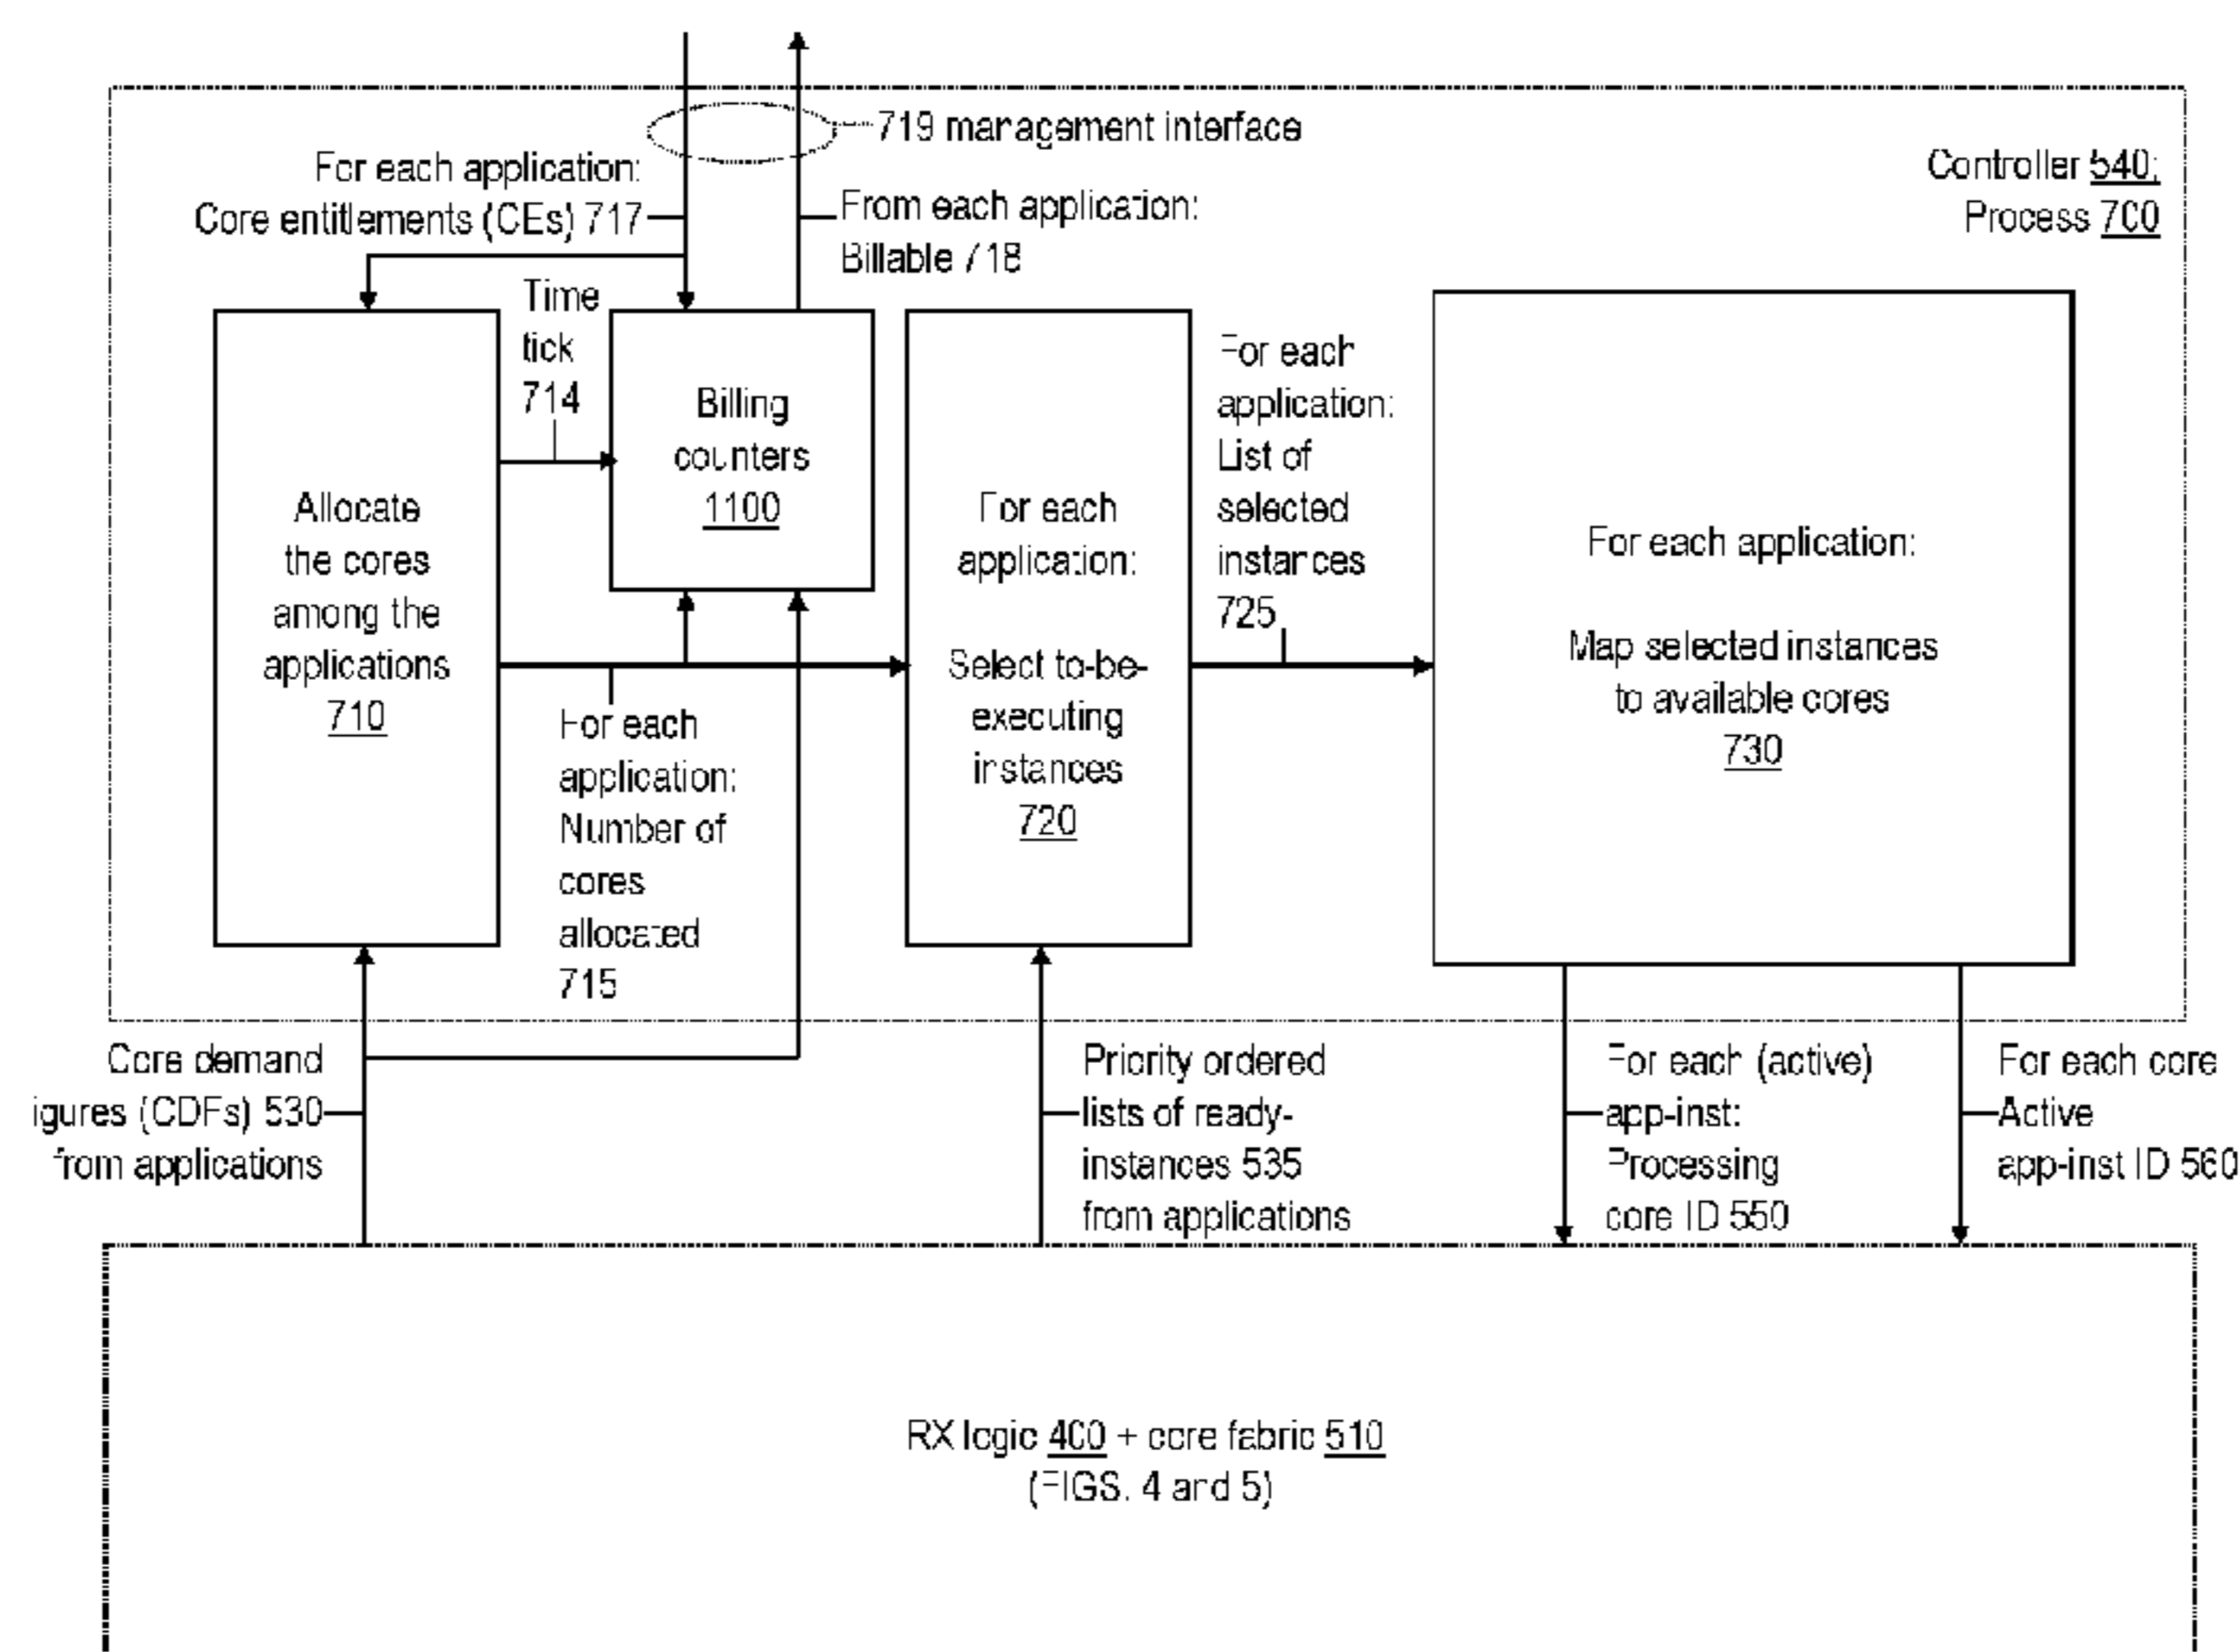 719 management interface
For each application:
Core entitlements (CEs) 717
From each application:
Billable 718
Controller 540;
Process 700
Time
tick
714
Billing
counters
1100
Allocate
the cores
among the
applications
710
For each
application:
Number of
cores
allocated
715
For each
application:
Select to-be-
executing
instances
720
For each
application:
List of
selected
instances
725
For each application:
Map selected instances
to available cores
730
Core demand
igures (CDFs) 530
from applications
Priority ordered
lists of ready-
instances 535
from applications
For each (active)
app-inst:
Processing
core ID 550
For each core
Active
app-inst ID 560
RX logic 400 + core fabric 510
(FIGS. 4 and 5)